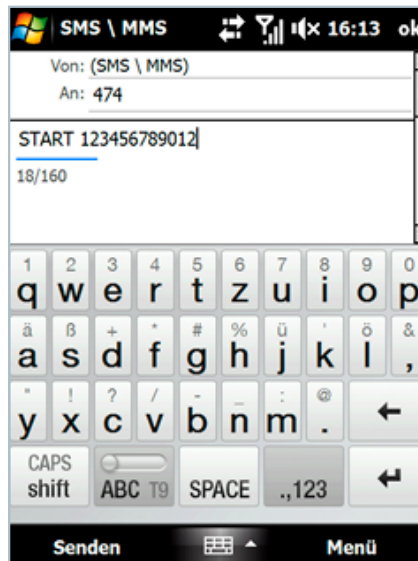 SMS \ MMS 16:13 ok
Von: (SMS \ MMS)
An: 474
START 123456789012
18/160
1 2 3 4 5 6 7 8 9 0
q w e r t z u i o p
ä ß + * # % ü ' ö &
a s d f g h j k l ,
" ! ? / - _ : @
y x c v b n m .
CAPS
shift ABC T9 SPACE .,123
Senden Menü